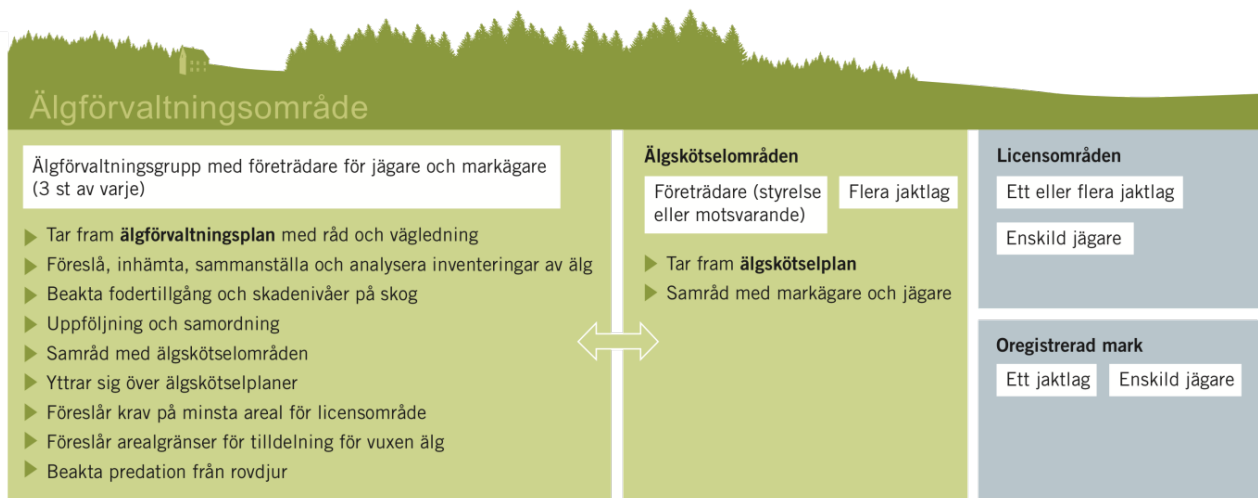 Älgförvaltningsområde
Älgförvaltningsgrupp med företrädare för jägare och markägare
(3 st av varje)
Tar fram älgförvaltningsplan med råd och vägledning
Föreslå, inhämta, sammanställa och analysera inventeringar av älg
Beakta fodertillgång och skadenivåer på skog
Uppföljning och samordning
Samråd med älgskötselområden
Yttrar sig över älgskötselplaner
Föreslår krav på minsta areal för licensområde
Föreslår arealgränser för tilldelning för vuxen älg
Beakta predation från rovdjur
Älgskötselområden
Företrädare (styrelse
eller motsvarande)
Flera jaktlag
Tar fram älgskötselplan
Samråd med markägare och jägare
Licensområden
Ett eller flera jaktlag
Enskild jägare
Oregistrerad mark
Ett jaktlag
Enskild jägare